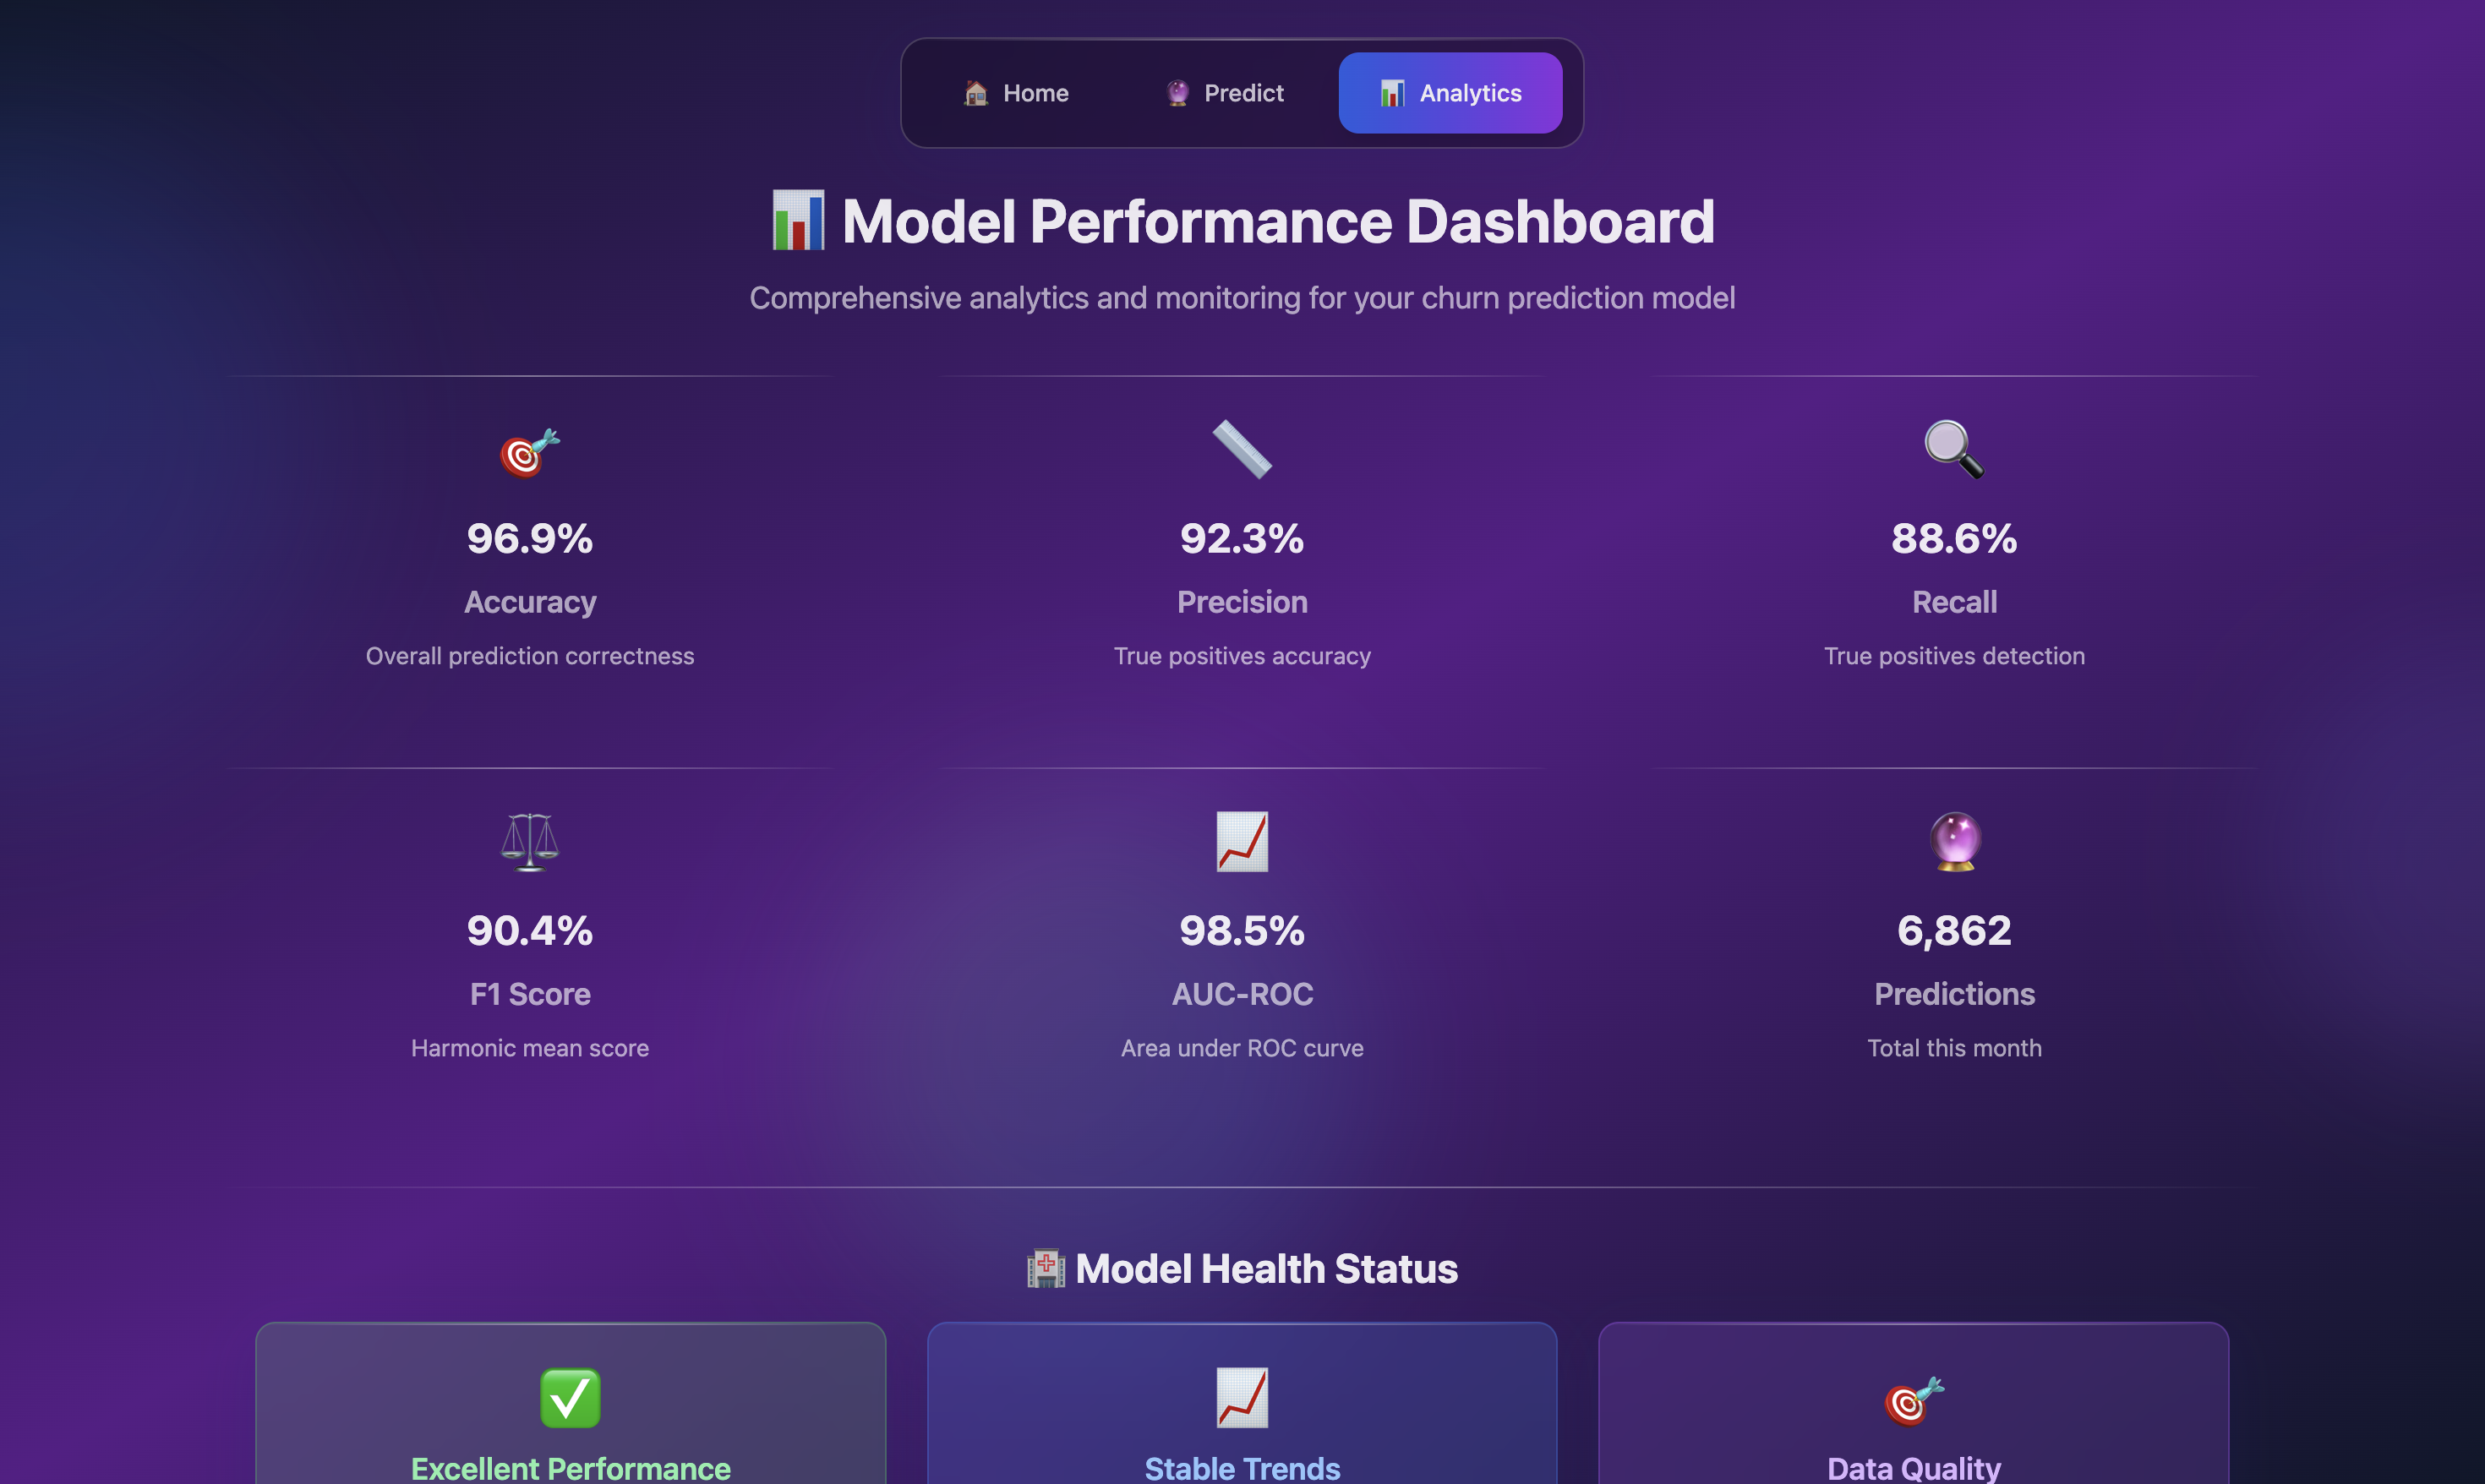 Home Predict Analytics
Model Performance Dashboard
Comprehensive analytics and monitoring for your churn prediction model
96.9%
Accuracy
Overall prediction correctness
92.3%
Precision
True positives accuracy
88.6%
Recall
True positives detection
90.4%
F1 Score
Harmonic mean score
98.5%
AUC-ROC
Area under ROC curve
6,862
Predictions
Total this month
Model Health Status
Excellent Performance
Stable Trends
Data Quality